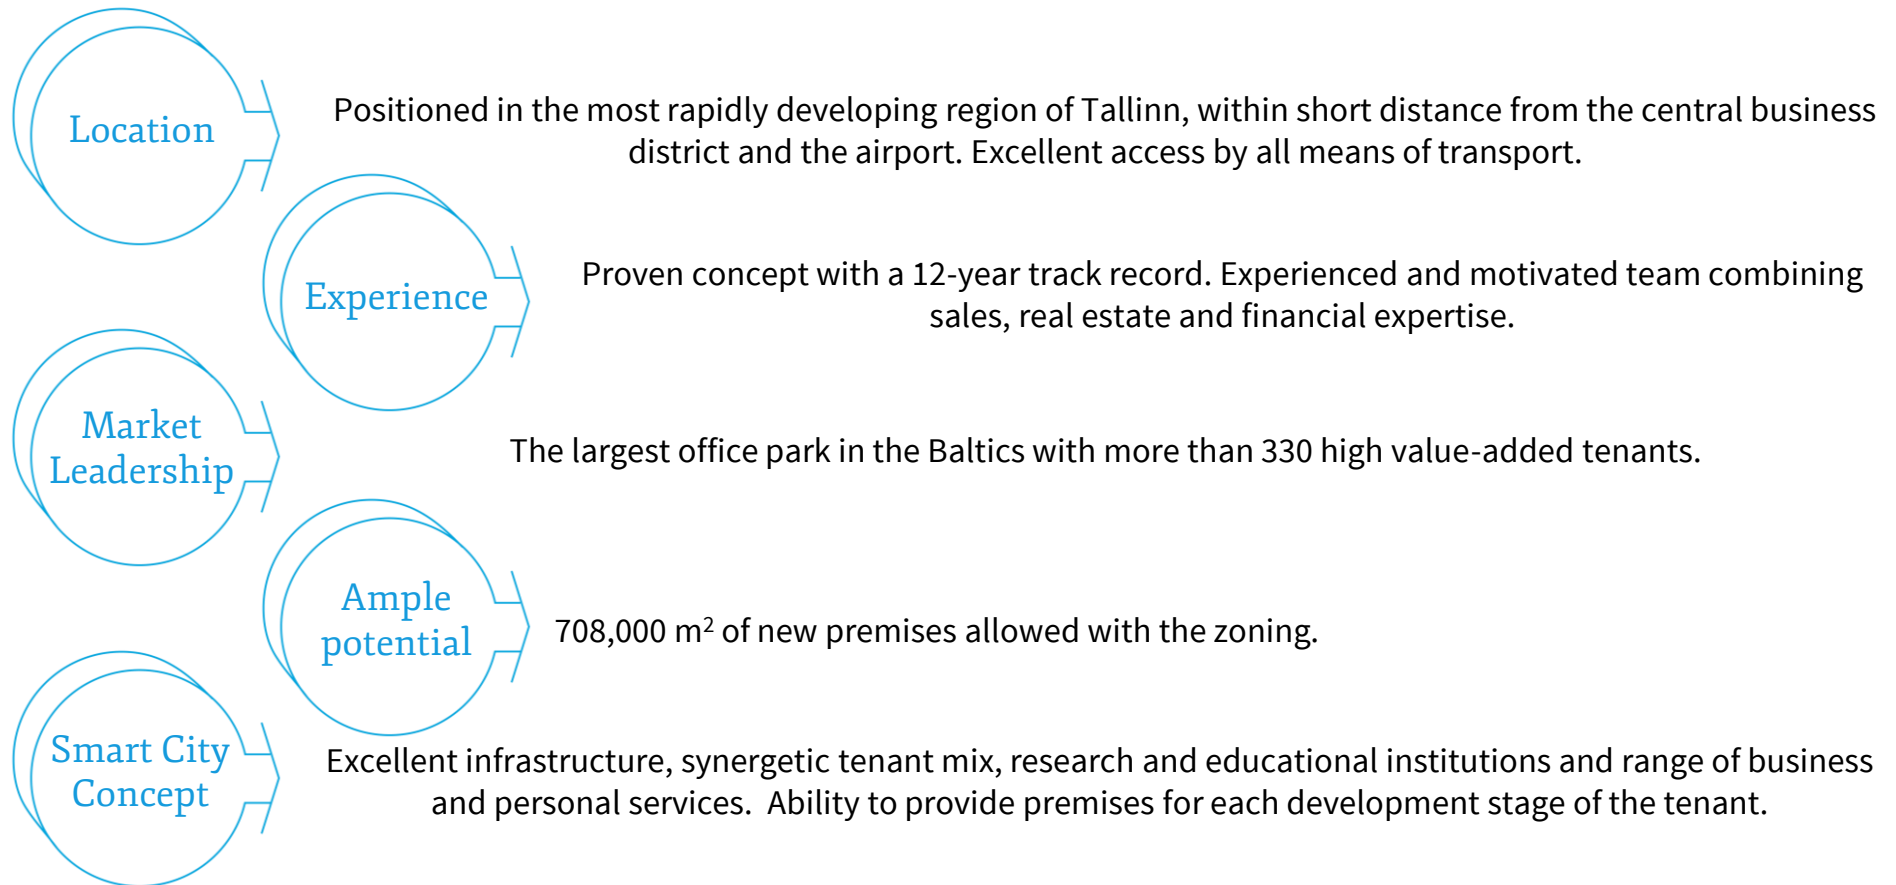 Location
Positioned in the most rapidly developing region of Tallinn, within short distance from the central business
district and the airport. Excellent access by all means of transport.
Experience
Proven concept with a 12-year track record. Experienced and motivated team combining
sales, real estate and financial expertise.
Market
Leadership
The largest office park in the Baltics with more than 330 high value-added tenants.
Ample
potential
708,000 m² of new premises allowed with the zoning.
Smart City
Concept
Excellent infrastructure, synergetic tenant mix, research and educational institutions and range of business
and personal services.  Ability to provide premises for each development stage of the tenant.